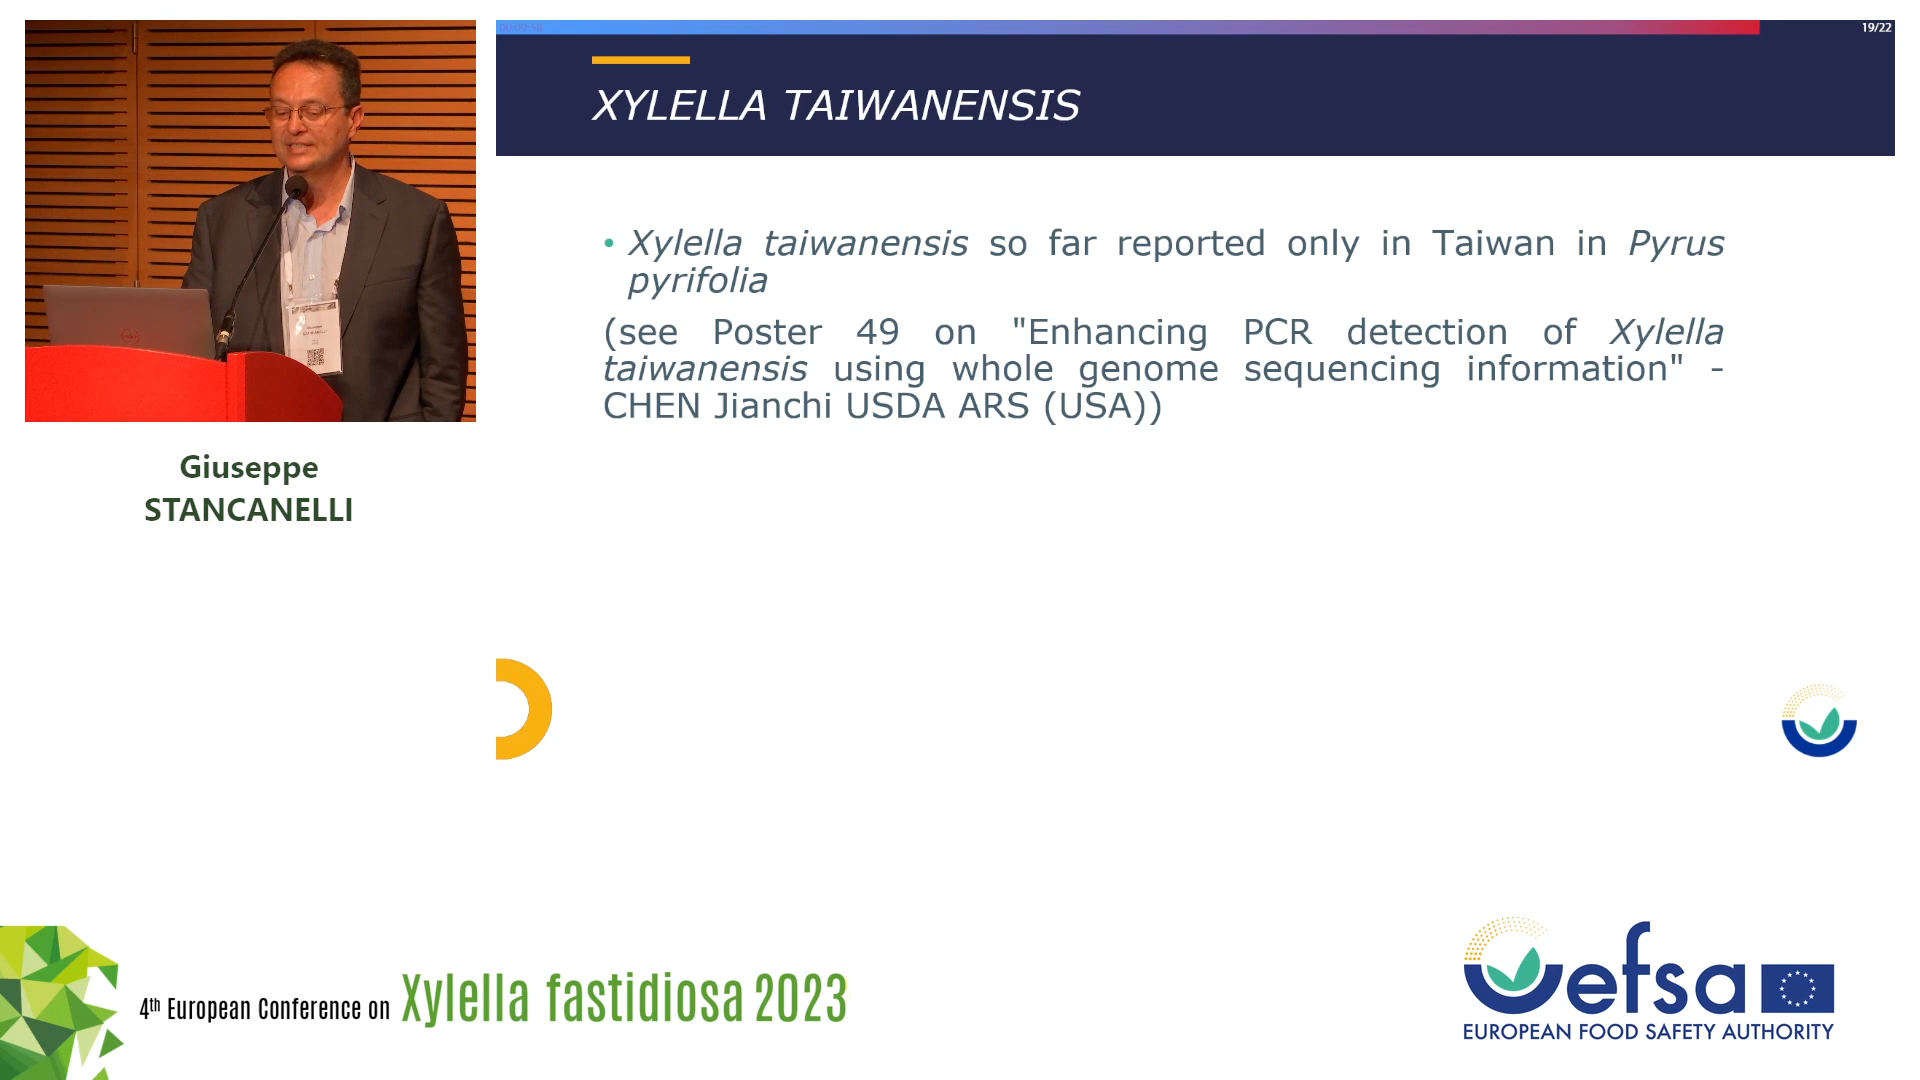 19/22
XYLELLA TAIWANENSIS
• Xylella taiwanensis so far reported only in Taiwan in Pyrus
pyrifolia
(see Poster 49 on "Enhancing PCR detection of Xylella
taiwanensis using whole genome sequencing information" -
CHEN Jianchi USDA ARS (USA))
Giuseppe
STANCANELLI
4th European Conference on Xylella fastidiosa 2023
efsa
EUROPEAN FOOD SAFETY AUTHORITY